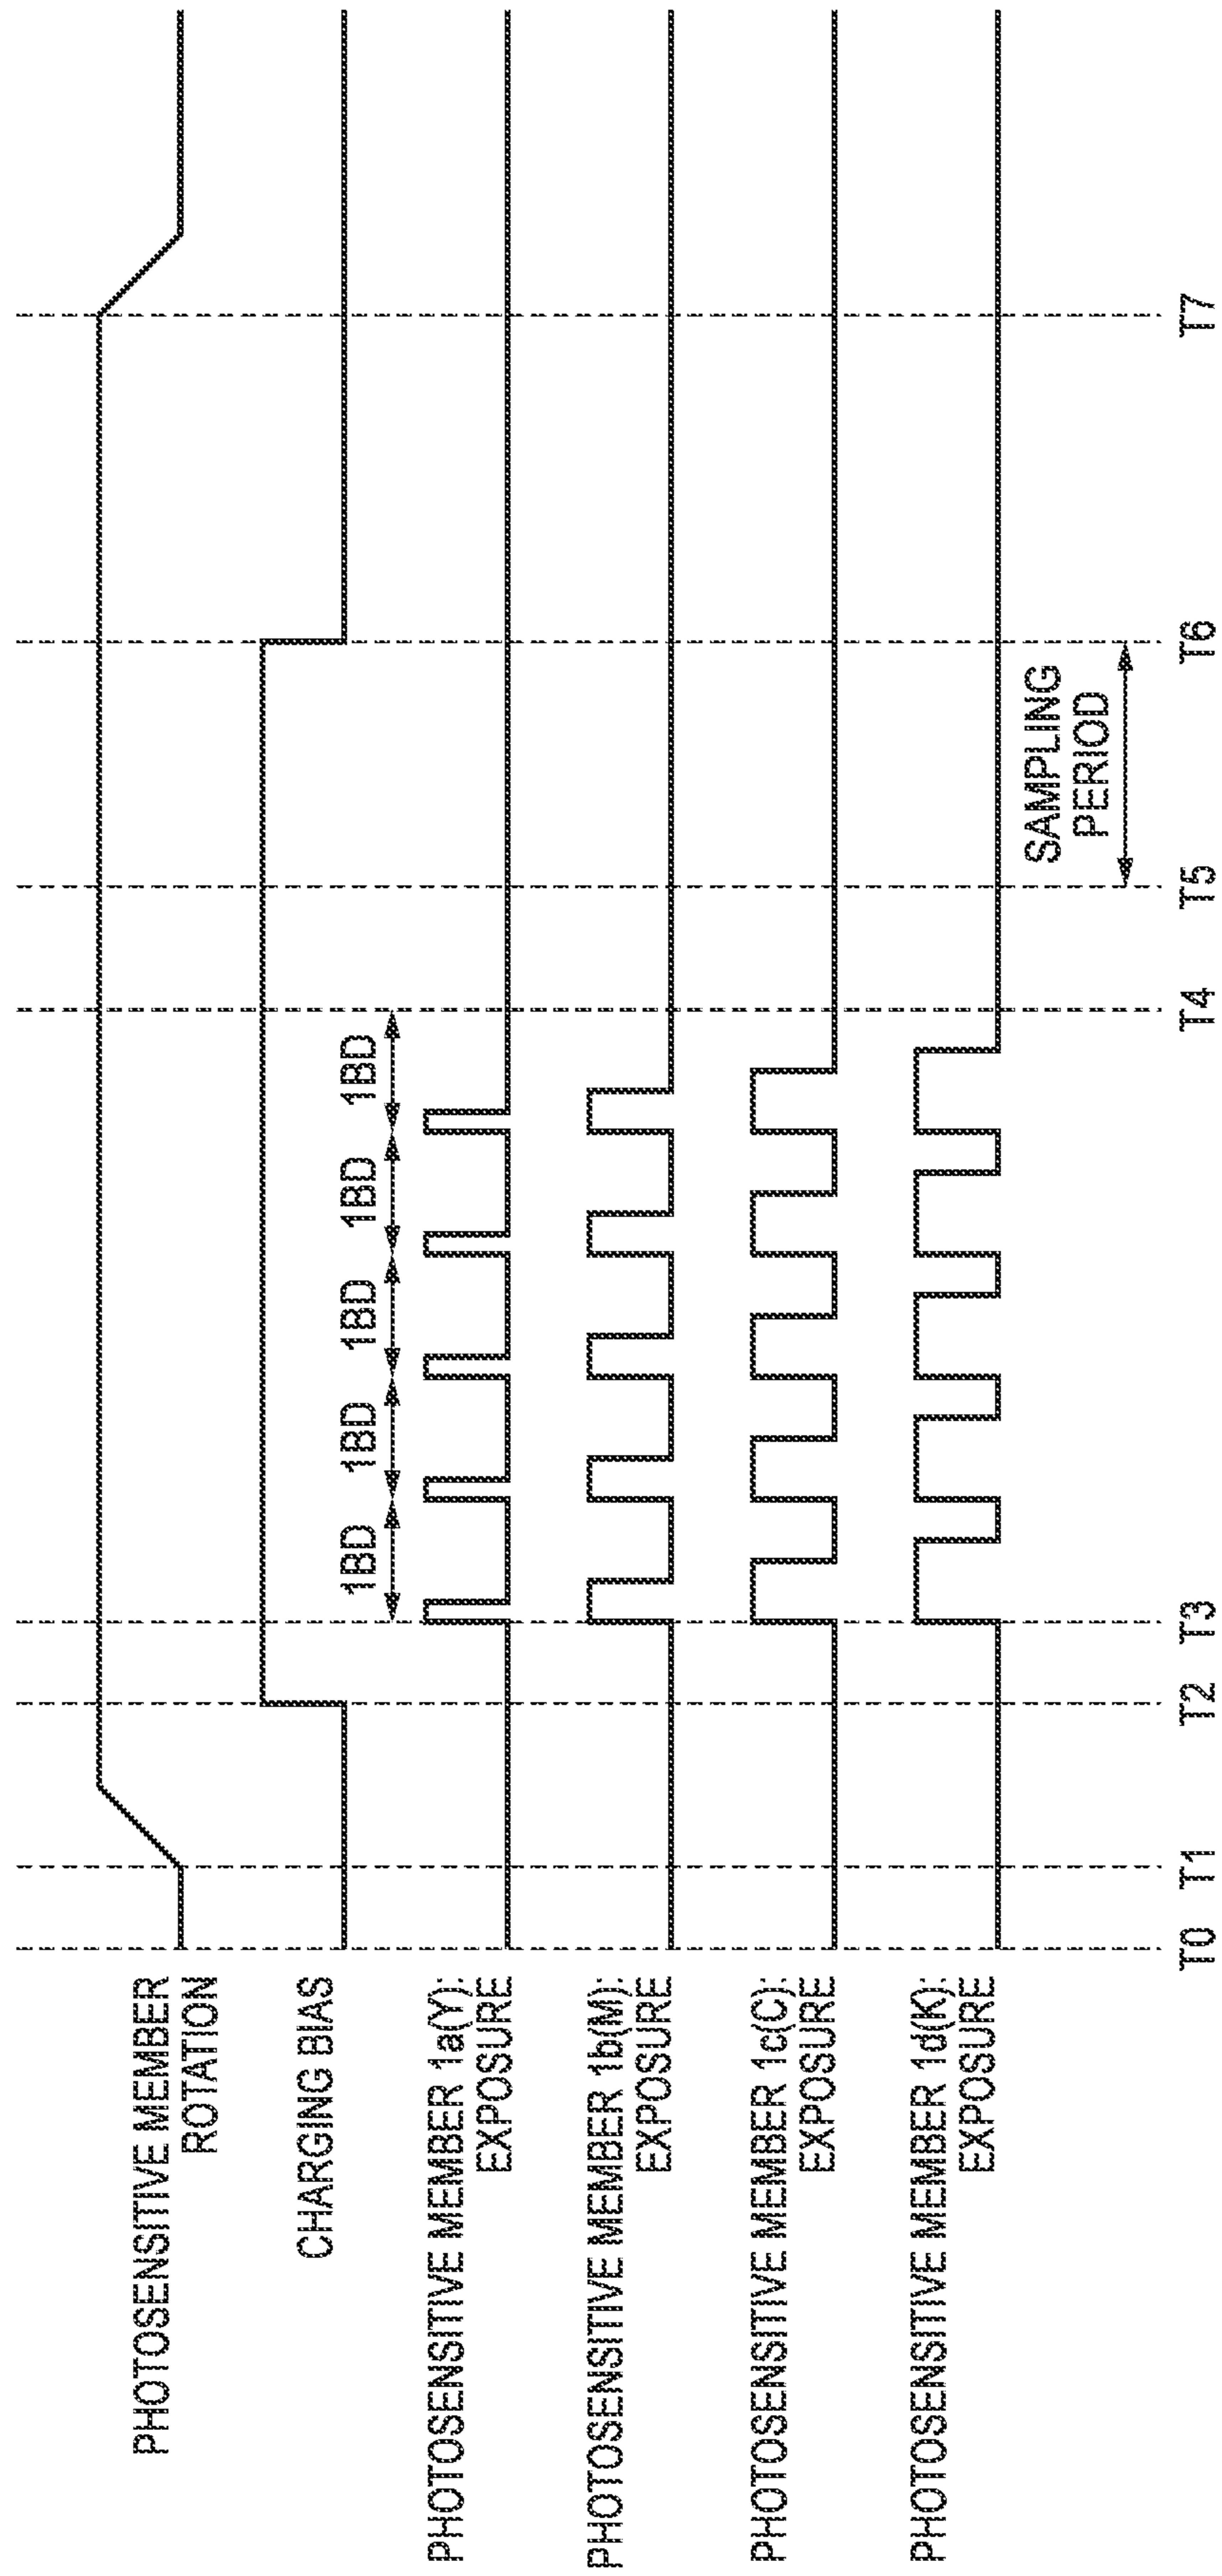 PHOTOSENSITIVE MEMBER
ROTATION
CHARGING BIAS
1BD
1BD
1BD
1BD
1BD
PHOTOSENSITIVE MEMBER 1a(Y):
EXPOSURE
PHOTOSENSITIVE MEMBER 1b(M):
EXPOSURE
PHOTOSENSITIVE MEMBER 1c(C):
EXPOSURE
PHOTOSENSITIVE MEMBER 1d(K):
EXPOSURE
SAMPLING
PERIOD
T0 T1 T2 T3 T4 T5 T6 T7